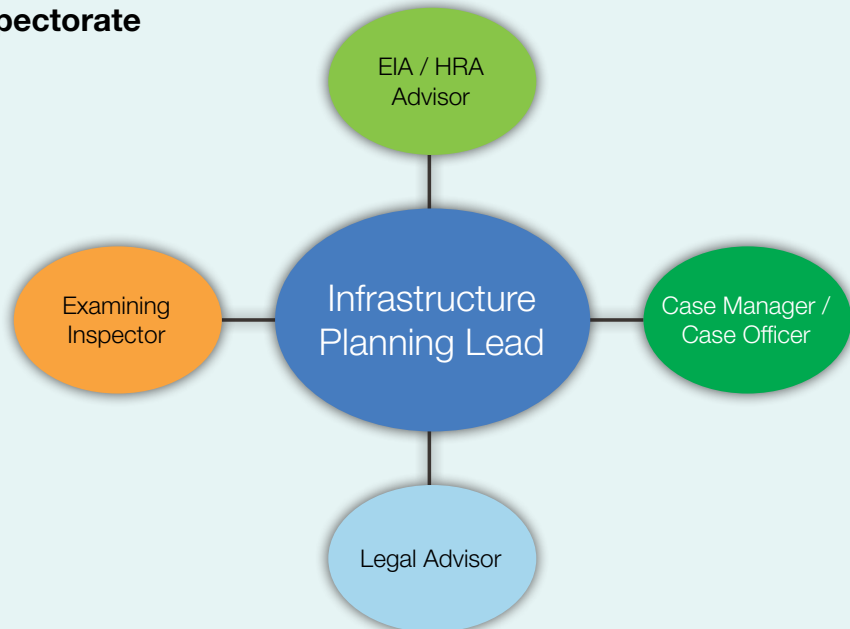 pectorate
EIA / HRA
Advisor
Examining
Inspector
Infrastructure
Planning Lead
Case Manager /
Case Officer
Legal Advisor